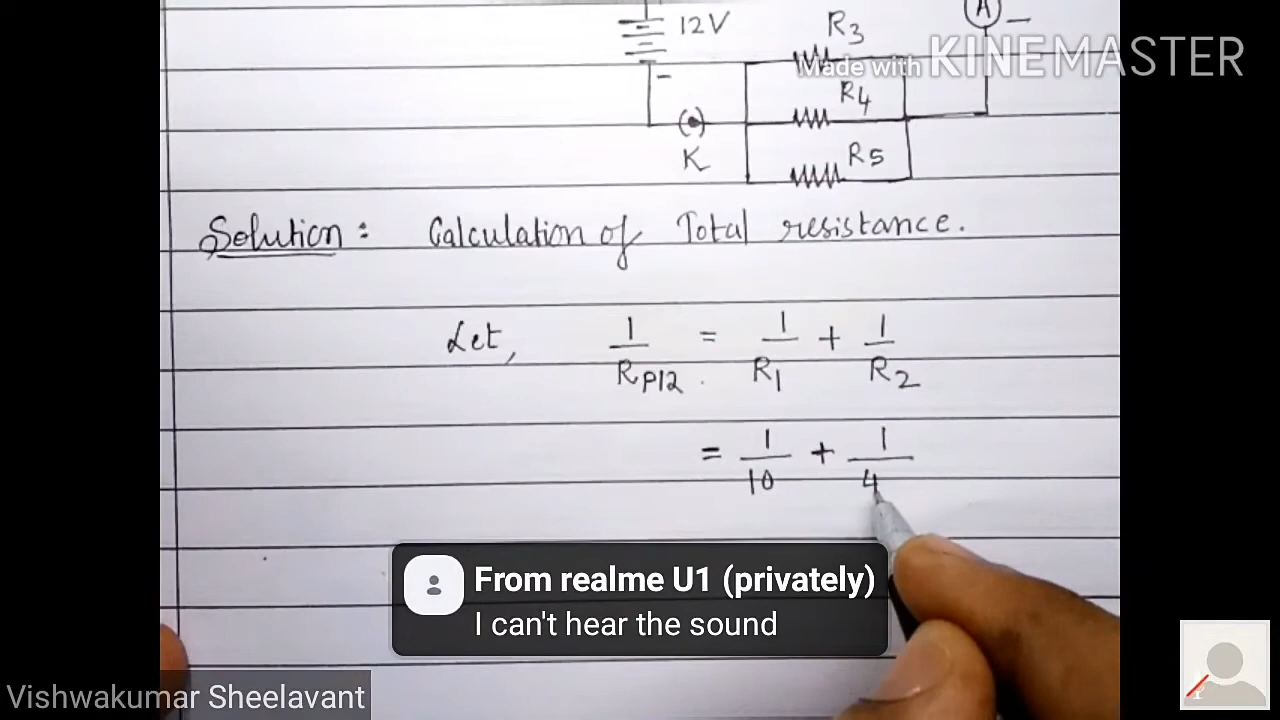 12V
R3
A
Made with KINEMASTER
R4
K
R5
Solution: Calculation of Total resistance.
Let, 1/RP12 = 1/R1 + 1/R2
= 1/10 + 1/4
From realme U1 (privately)
I can't hear the sound
Vishwakumar Sheelavant